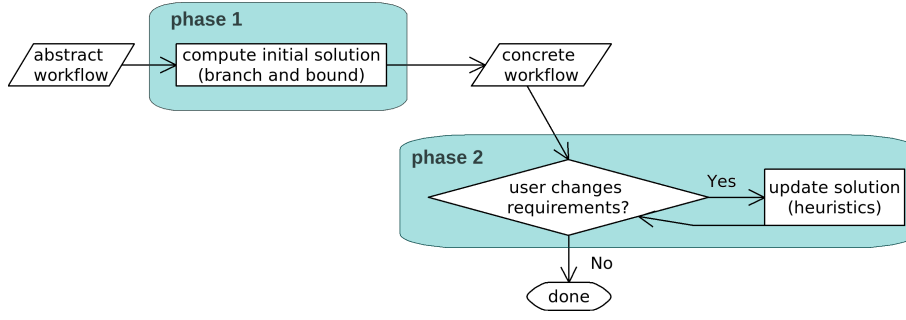 phase 1
abstract
workflow
compute initial solution
(branch and bound)
concrete
workflow
phase 2
user changes
requirements?
Yes
update solution
(heuristics)
No
done